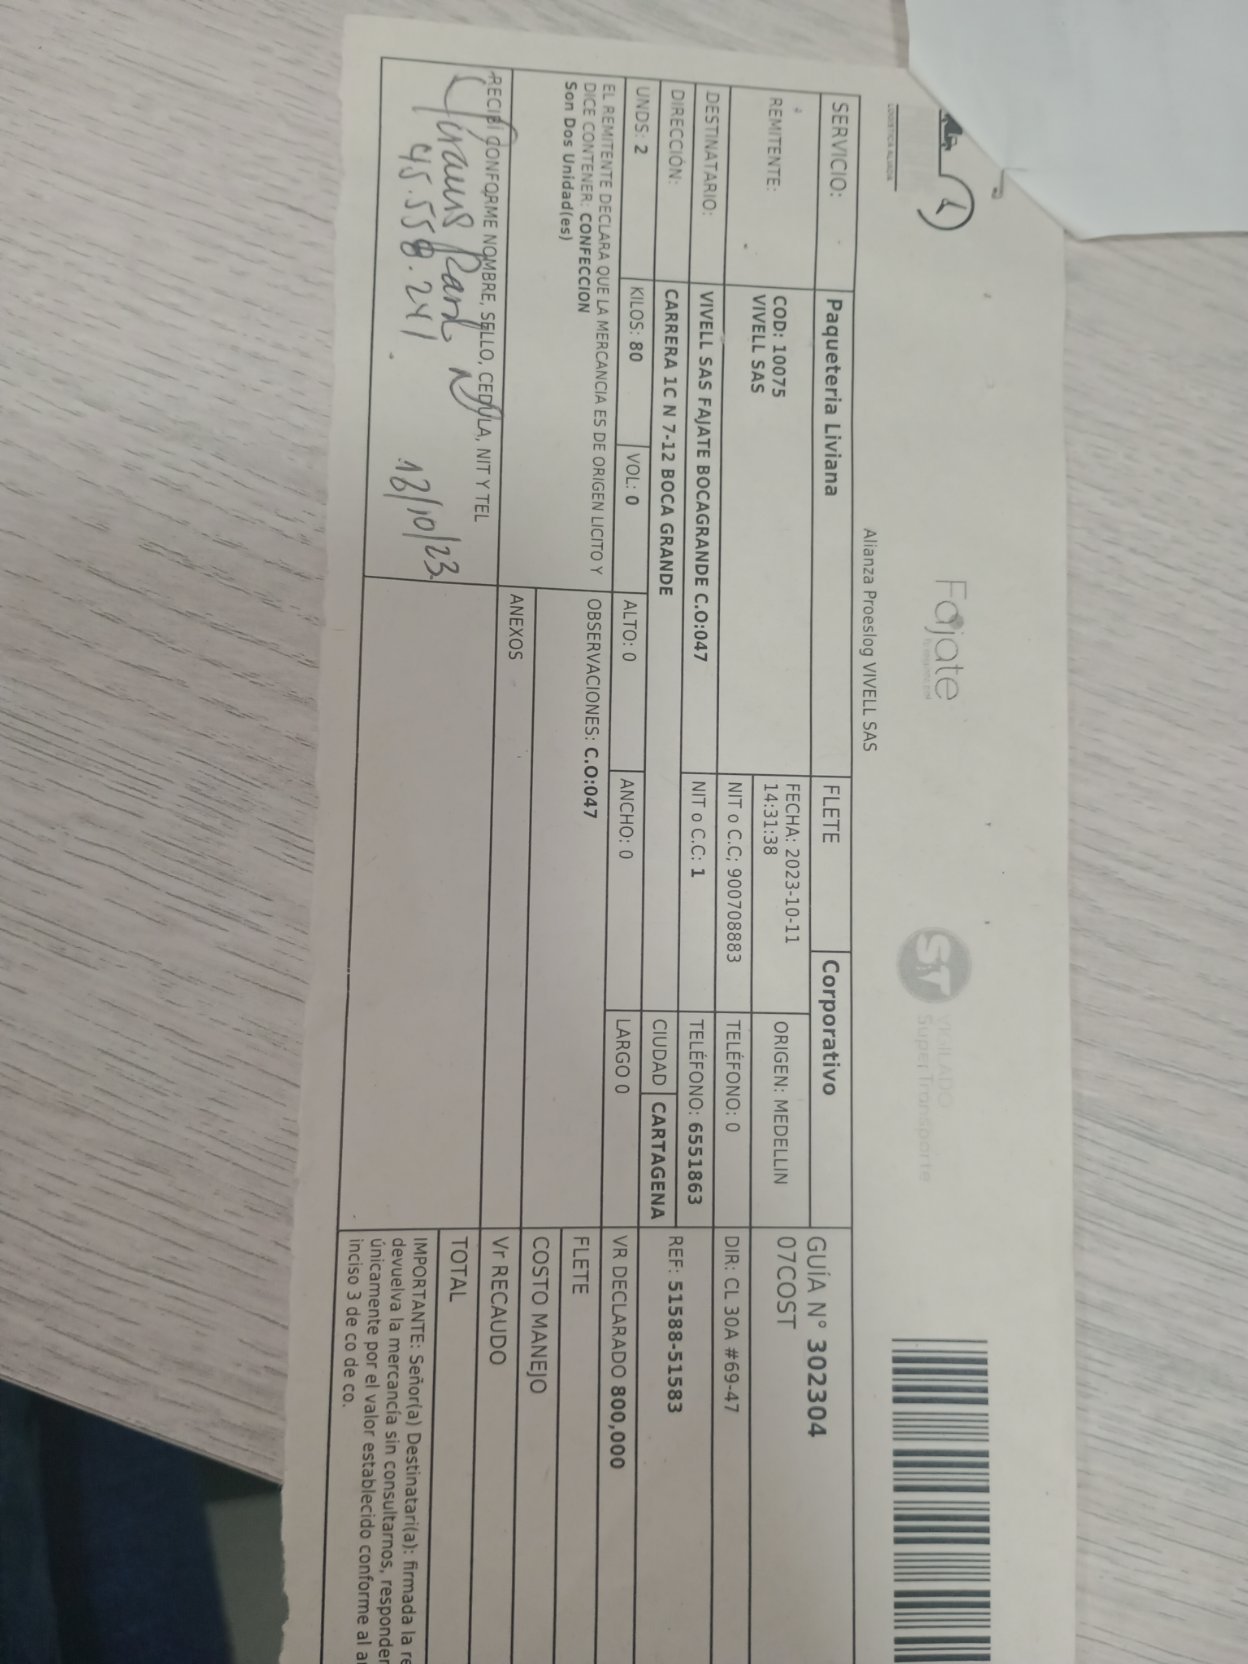 LOGISTICA ALIADA
Fajate
VIGILADO
SuperTransporte
Alianza Proeslog VIVELL SAS
SERVICIO: Paqueteria Liviana FLETE Corporativo GUÍA N° 302304
07COST
REMITENTE: COD: 10075
VIVELL SAS
FECHA: 2023-10-11
14:31:38
ORIGEN: MEDELLIN
NIT o C.C; 900708883 TELÉFONO: 0 DIR: CL 30A #69-47
DESTINATARIO: VIVELL SAS FAJATE BOCAGRANDE C.O:047 NIT o C.C: 1 TELÉFONO: 6551863
DIRECCIÓN: CARRERA 1C N 7-12 BOCA GRANDE CIUDAD CARTAGENA REF: 51588-51583
UNDS: 2 KILOS: 80 VOL: 0 ALTO: 0 ANCHO: 0 LARGO 0 VR DECLARADO 800,000
EL REMITENTE DECLARA QUE LA MERCANCIA ES DE ORIGEN LICITO Y
DICE CONTENER: CONFECCION
Son Dos Unidad(es)
OBSERVACIONES: C.O:047
FLETE
COSTO MANEJO
RECIBÍ CONFORME NOMBRE, SELLO, CEDULA, NIT Y TEL
45.558.241
12/10/23
ANEXOS
Vr RECAUDO
TOTAL
IMPORTANTE: Señor(a) Destinatari(a): firmada la re
devuelva la mercancía sin consultarnos, responder
únicamente por el valor establecido conforme al a
inciso 3 de co de co.